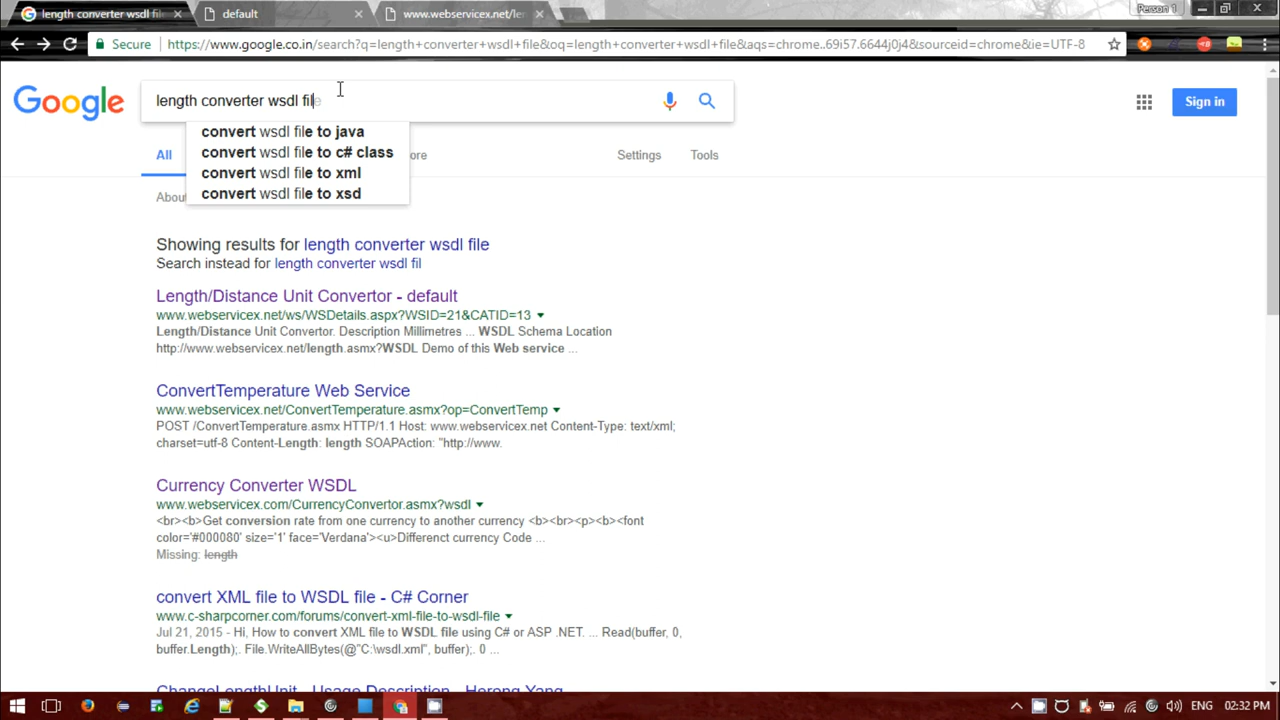 length converter wsdl fil
default
www.webservicex.net/len
Person 1
Secure
https://www.google.co.in/search?q=length+converter+wsdl+file&oq=length+converter+wsdl+file&aqs=chrome..69i57.6644j0j4&sourceid=chrome&ie=UTF-8
Google
length converter wsdl file
Sign in
convert wsdl file to java
convert wsdl file to c# class
convert wsdl file to xml
convert wsdl file to xsd
All
ore
Settings
Tools
About
Showing results for length converter wsdl file
Search instead for length converter wsdl fil
Length/Distance Unit Convertor - default
www.webservicex.net/ws/WSDetails.aspx?WSID=21&CATID=13
Length/Distance Unit Convertor. Description Millimetres ... WSDL Schema Location
http://www.webservicex.net/length.asmx?WSDL Demo of this Web service ...
ConvertTemperature Web Service
www.webservicex.net/ConvertTemperature.asmx?op=ConvertTemp
POST /ConvertTemperature.asmx HTTP/1.1 Host: www.webservicex.net Content-Type: text/xml;
charset=utf-8 Content-Length: length SOAPAction: "http://www.
Currency Converter WSDL
www.webservicex.com/CurrencyConvertor.asmx?wsdl
<br><b>Get conversion rate from one currency to another currency <b><br><p><b><font
color='#000080' size='1' face='Verdana'><u>Differenct currency Code ...
Missing: length
convert XML file to WSDL file - C# Corner
www.c-sharpcorner.com/forums/convert-xml-file-to-wsdl-file
Jul 21, 2015 - Hi, How to convert XML file to WSDL file using C# or ASP .NET. ... Read(buffer, 0,
buffer.Length);. File.WriteAllBytes(@"C:\wsdl.xml", buffer);. 0 ...
ChangeLengthUnit - Usage Description - Herong Yang
ENG
02:32 PM